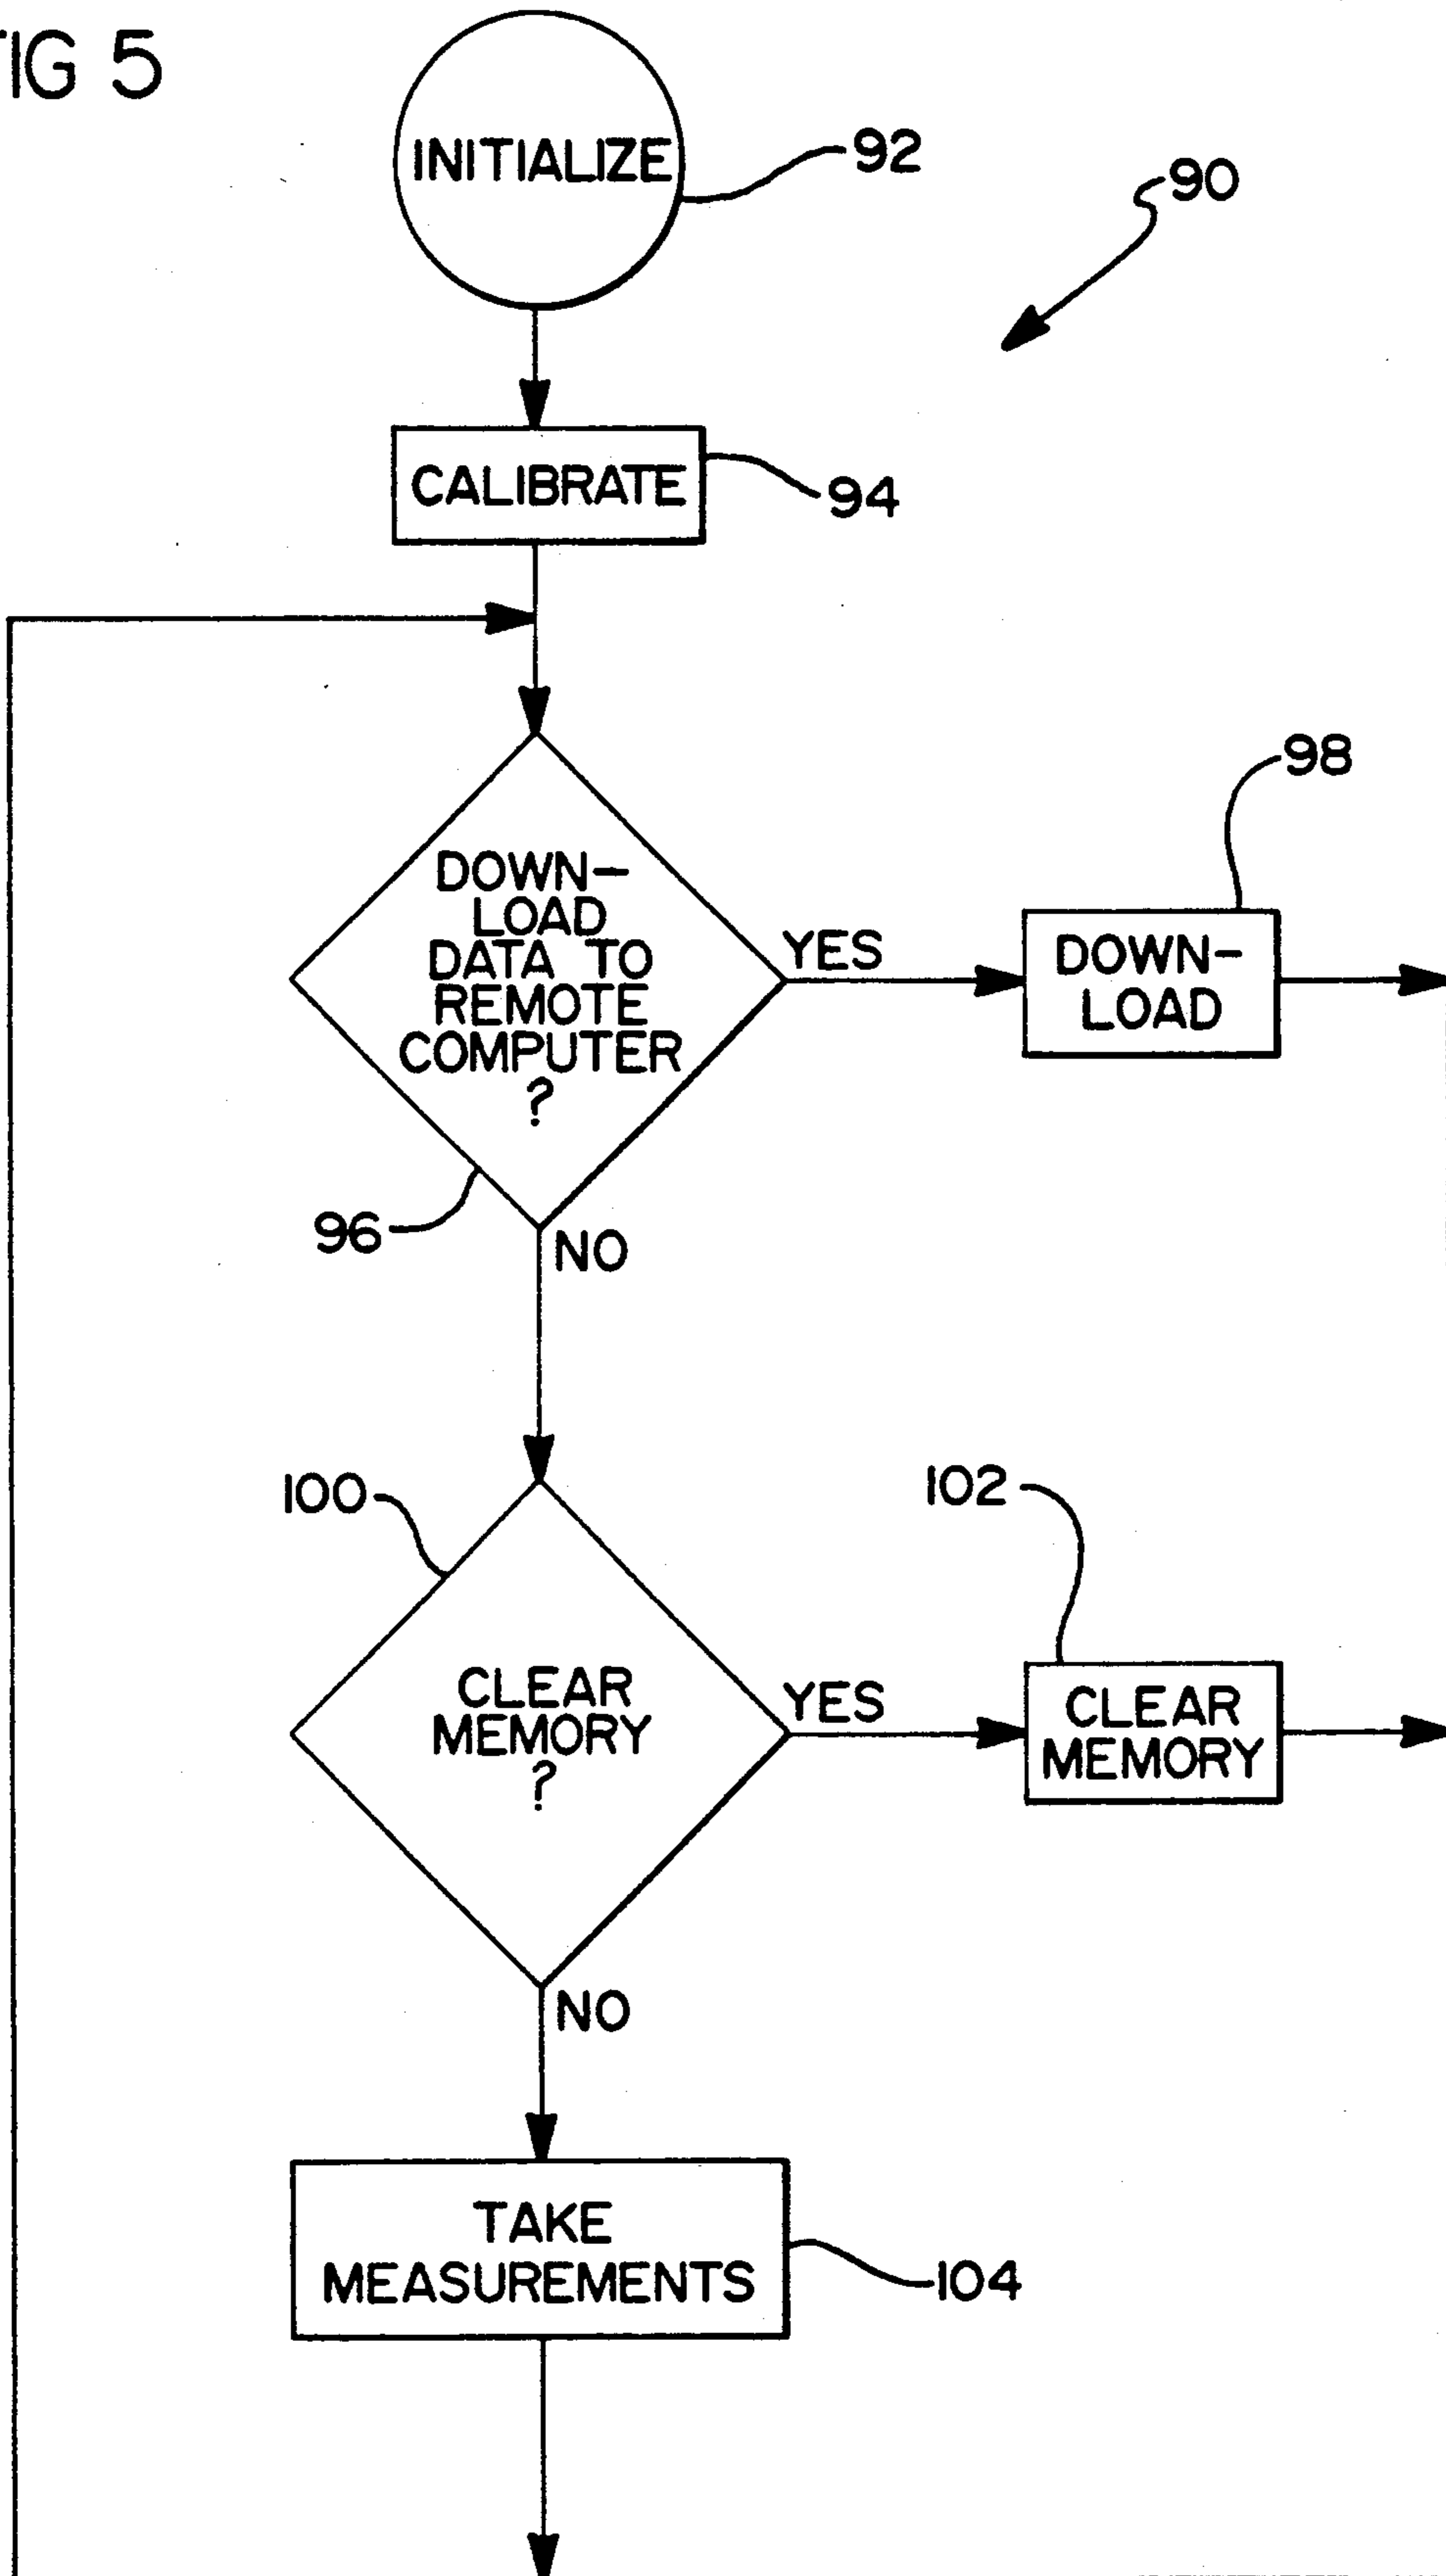 FIG 5
INITIALIZE
92
90
CALIBRATE
94
DOWN-
LOAD
DATA TO
REMOTE
COMPUTER
?
96
YES
DOWN-
LOAD
98
NO
100
CLEAR
MEMORY
?
YES
102
CLEAR
MEMORY
NO
TAKE
MEASUREMENTS
104